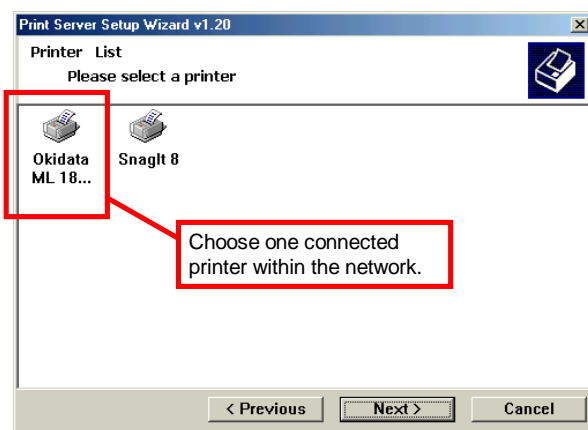 Print Server Setup Wizard v1.20
Printer List
Please select a printer
Okidata
ML 18...
SnagIt 8
Choose one connected
printer within the network.
< Previous
Next >
Cancel